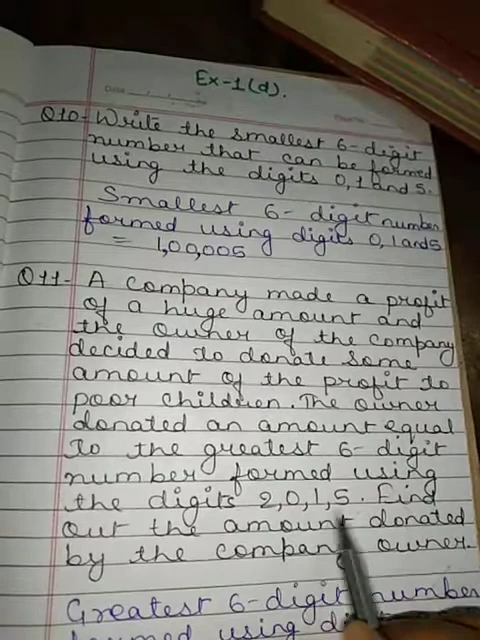 Ex-1(d).
Date
Q10- Write the smallest 6-digit
number that can be formed
using the digits 0,1 and 5.
Smallest 6-digit number
formed using digits 0,1 and 5
= 1,00,005
Q11- A company made a profit
of a huge amount and
the owner of the company
decided to donate some
amount of the profit to
poor children. The owner
donated an amount equal
to the greatest 6-digit
number formed using
the digits 2,0,1,5. Find
out the amount donated
by the company owner.
Greatest 6-digit number
formed using